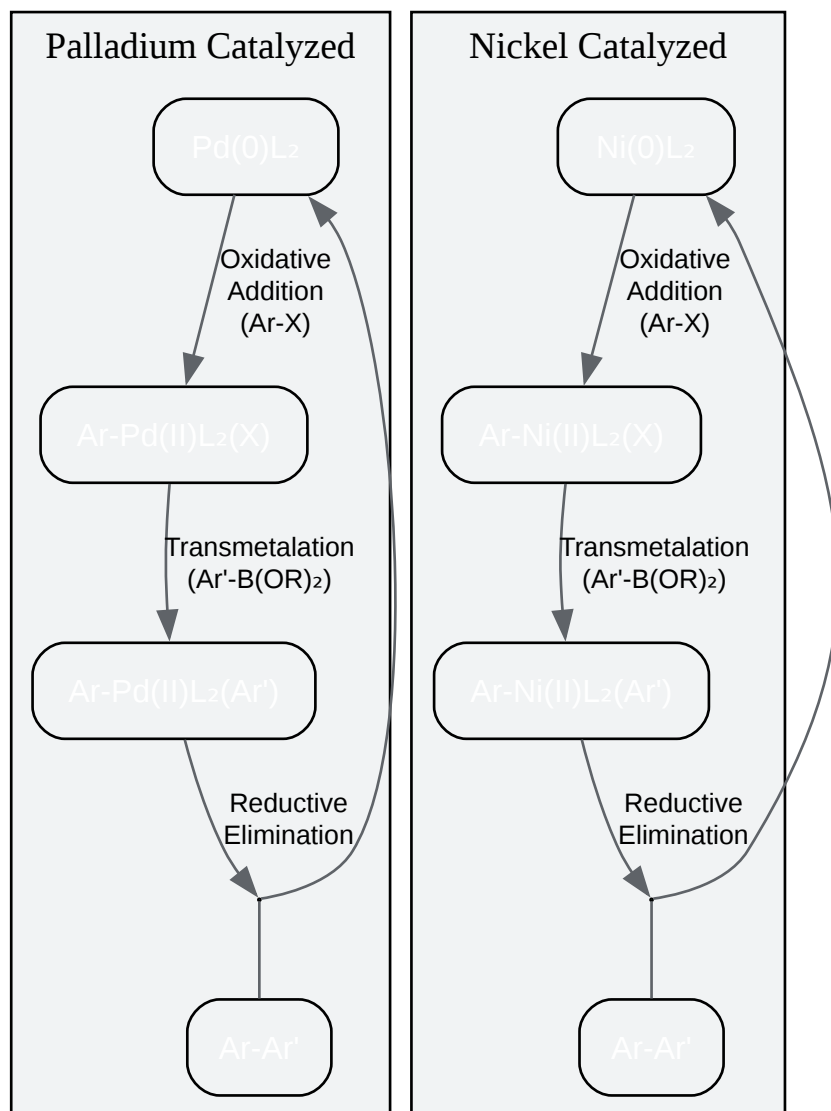 Palladium Catalyzed
Pd(0)L₂
Oxidative
Addition
(Ar-X)
Ar-Pd(II)L₂(X)
Transmetalation
(Ar'-B(OR)₂)
Ar-Pd(II)L₂(Ar')
Reductive
Elimination
Ar-Ar'
Nickel Catalyzed
Ni(0)L₂
Oxidative
Addition
(Ar-X)
Ar-Ni(II)L₂(X)
Transmetalation
(Ar'-B(OR)₂)
Ar-Ni(II)L₂(Ar')
Reductive
Elimination
Ar-Ar'